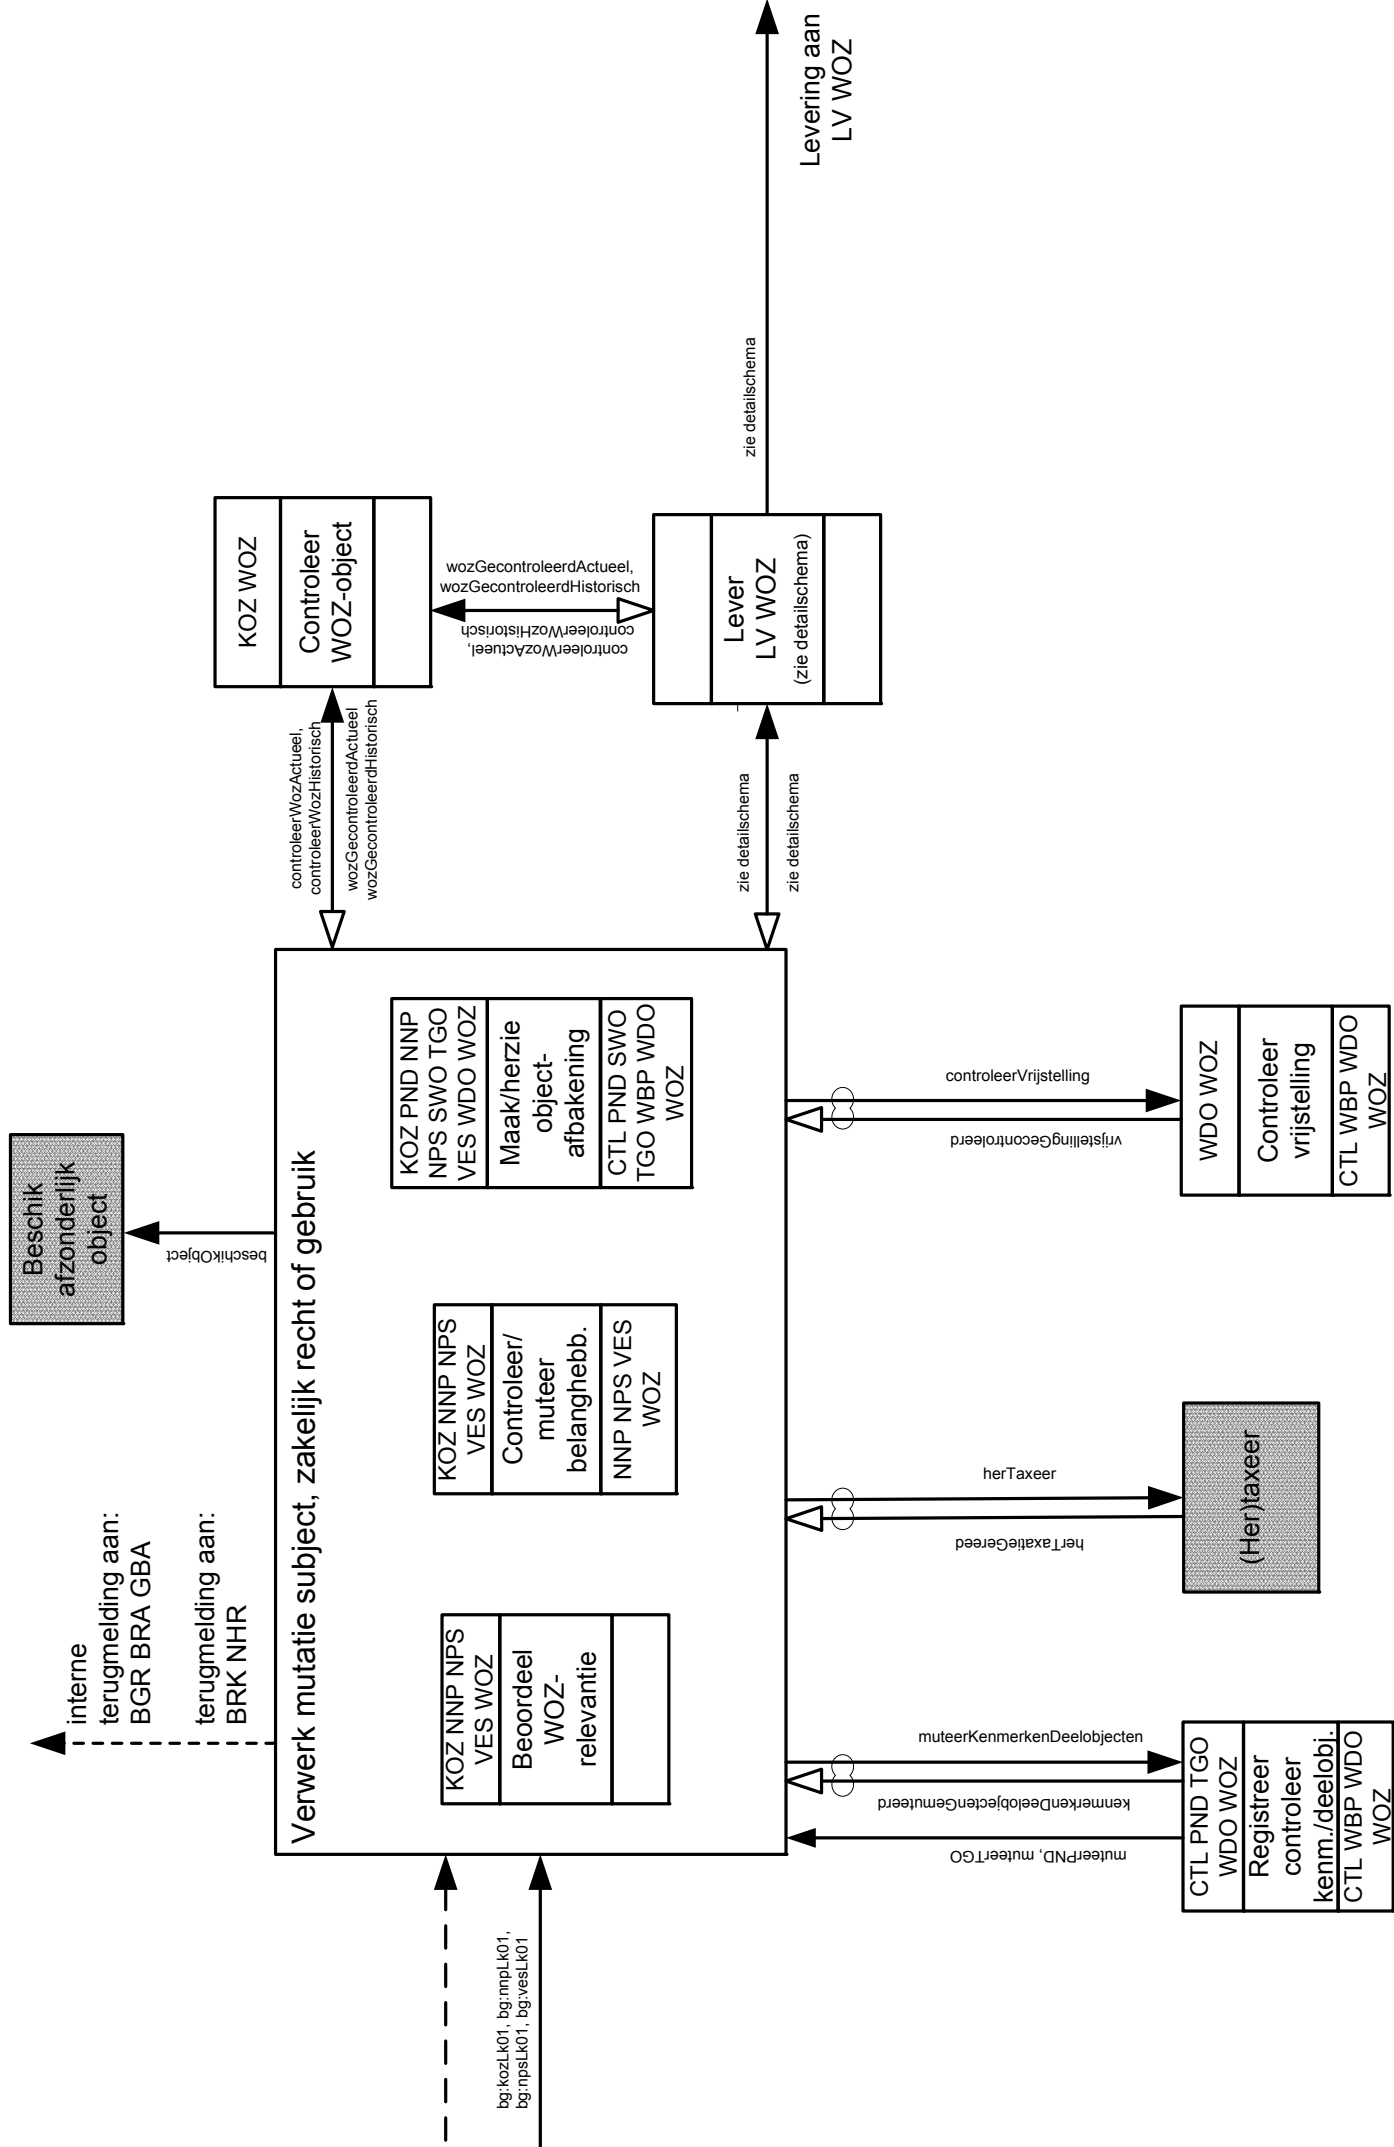 interne
terugmelding aan:
BGR BRA GBA
terugmelding aan:
BRK NHR
Beschik
afzonderlijk
object
beschikObject
Verwerk mutatie subject, zakelijk recht of gebruik
bg:kozLk01, bg:nnpLk01,
bg:npsLk01, bg:vesLk01
KOZ NNP NPS
VES WOZ
Beoordeel
WOZ-
relevantie
KOZ NNP NPS
VES WOZ
Controleer/
muteer
belanghebb.
NNP NPS VES
WOZ
KOZ PND NNP
NPS SWO TGO
VES WDO WOZ
Maak/herzie
object-
afbakening
CTL PND SWO
TGO WBP WDO
WOZ
controleerWozActueel,
controleerWozHistorisch
wozGecontroleerdActueel
wozGecontroleerdHistorisch
KOZ WOZ
Controleer
WOZ-object
wozGecontroleerdActueel,
wozGecontroleerdHistorisch
controleerWozActueel,
controleerWozHistorisch
zie detailschema
zie detailschema
Lever
LV WOZ
(zie detailschema)
zie detailschema
Levering aan
LV WOZ
muteerPND, muteerTGO
kenmerkenDeelobjectenGemuteerd
muteerKenmerkenDeelobjecten
CTL PND TGO
WDO WOZ
Registreer
controleer
kenm./deelobj.
CTL WBP WDO
WOZ
herTaxatieGereed
herTaxeer
(Her)taxeer
vrijstellingGecontroleerd
controleerVrijstelling
WDO WOZ
Controleer
vrijstelling
CTL WBP WDO
WOZ